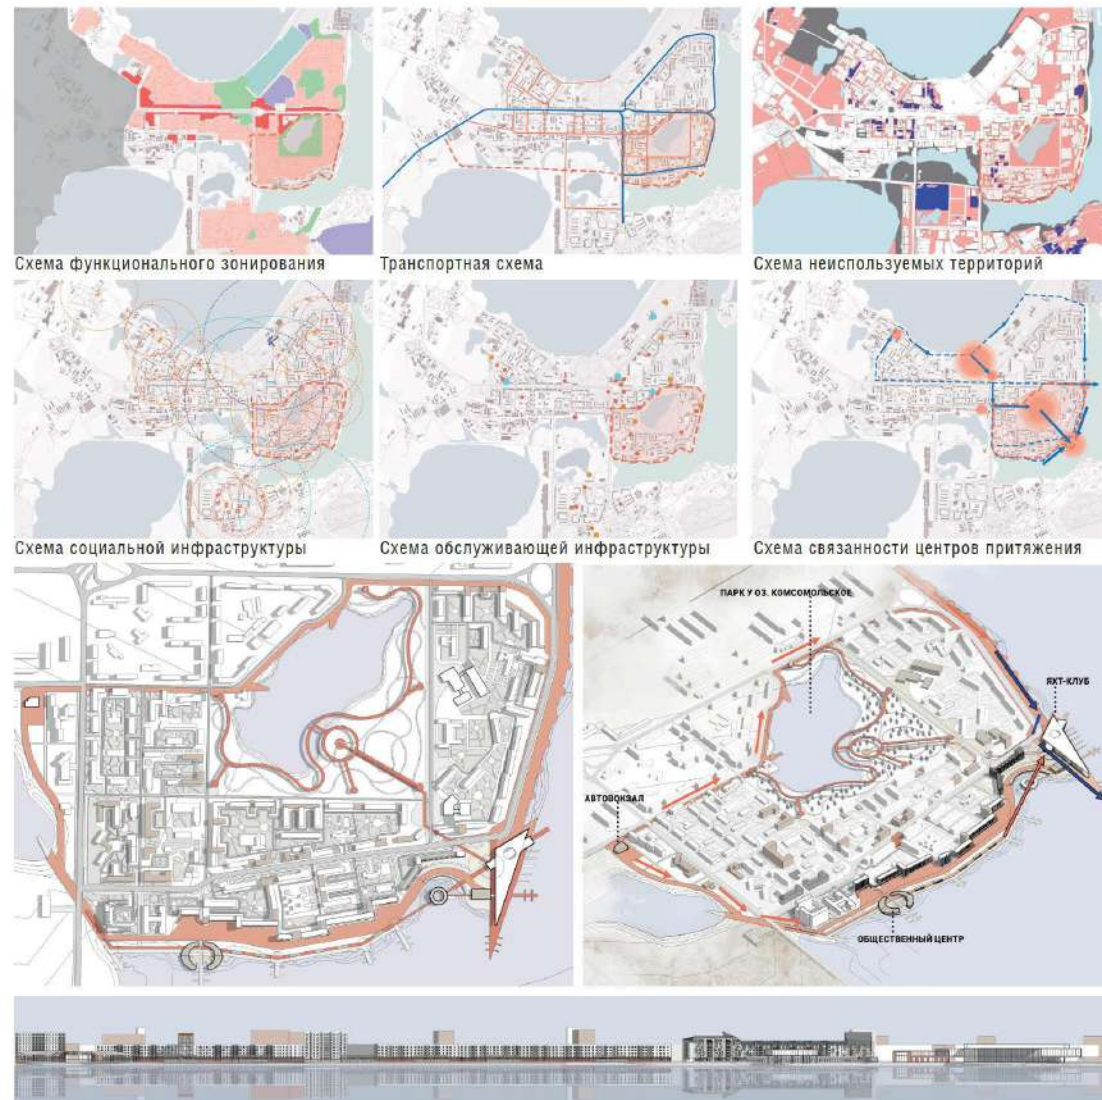 Схема функционального зонирования
Транспортная схема
Схема неиспользуемых территорий
Схема социальной инфраструктуры
Схема обслуживающей инфраструктуры
Схема связанности центров притяжения
ПАРК У ОЗ. КОМСОМОЛЬСКОЕ
ЯХТ-КЛУБ
АВТОВОКЗАЛ
ОБЩЕСТВЕННЫЙ ЦЕНТР